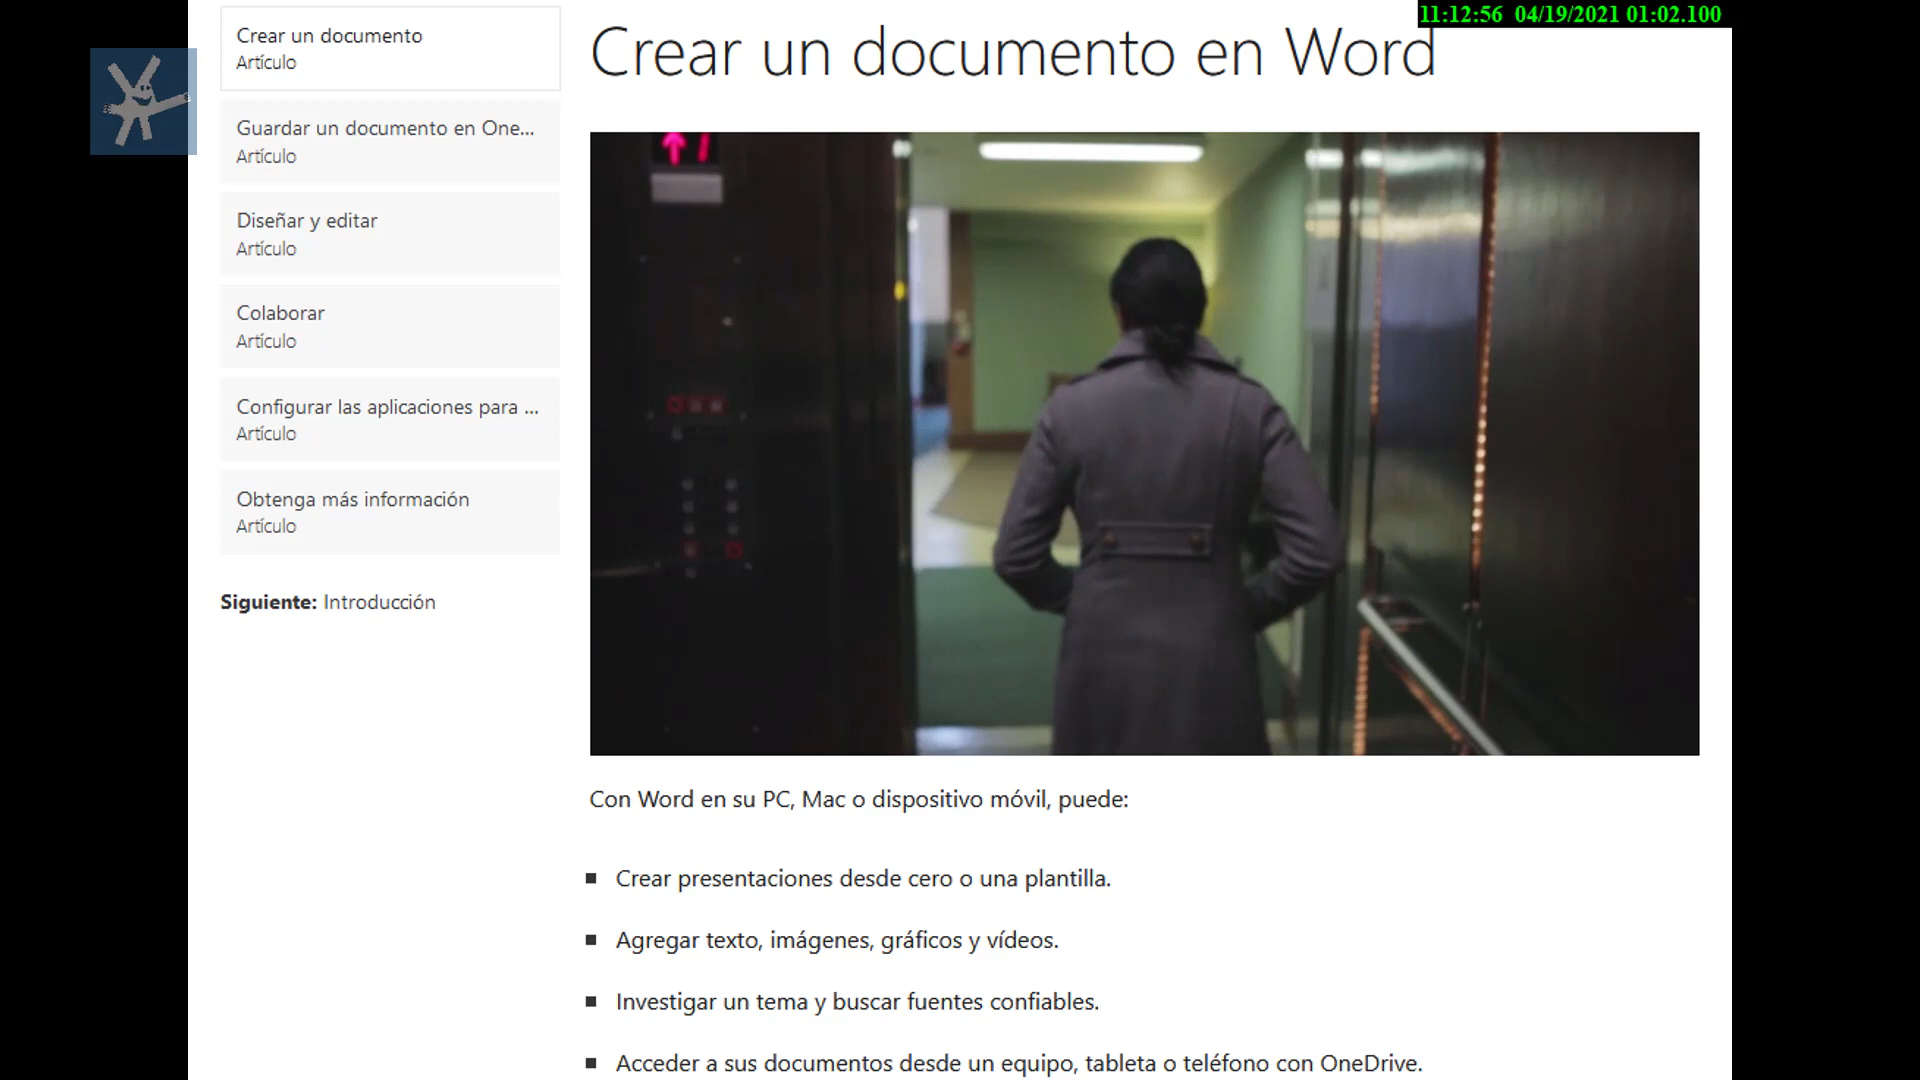 11:12:56 04/19/2021 01:02.100
Crear un documento
Artículo
Guardar un documento en One...
Artículo
Diseñar y editar
Artículo
Colaborar
Artículo
Configurar las aplicaciones para ...
Artículo
Obtenga más información
Artículo
Siguiente: Introducción
Crear un documento en Word
1
Con Word en su PC, Mac o dispositivo móvil, puede:
Crear presentaciones desde cero o una plantilla.
Agregar texto, imágenes, gráficos y vídeos.
Investigar un tema y buscar fuentes confiables.
Acceder a sus documentos desde un equipo, tableta o teléfono con OneDrive.